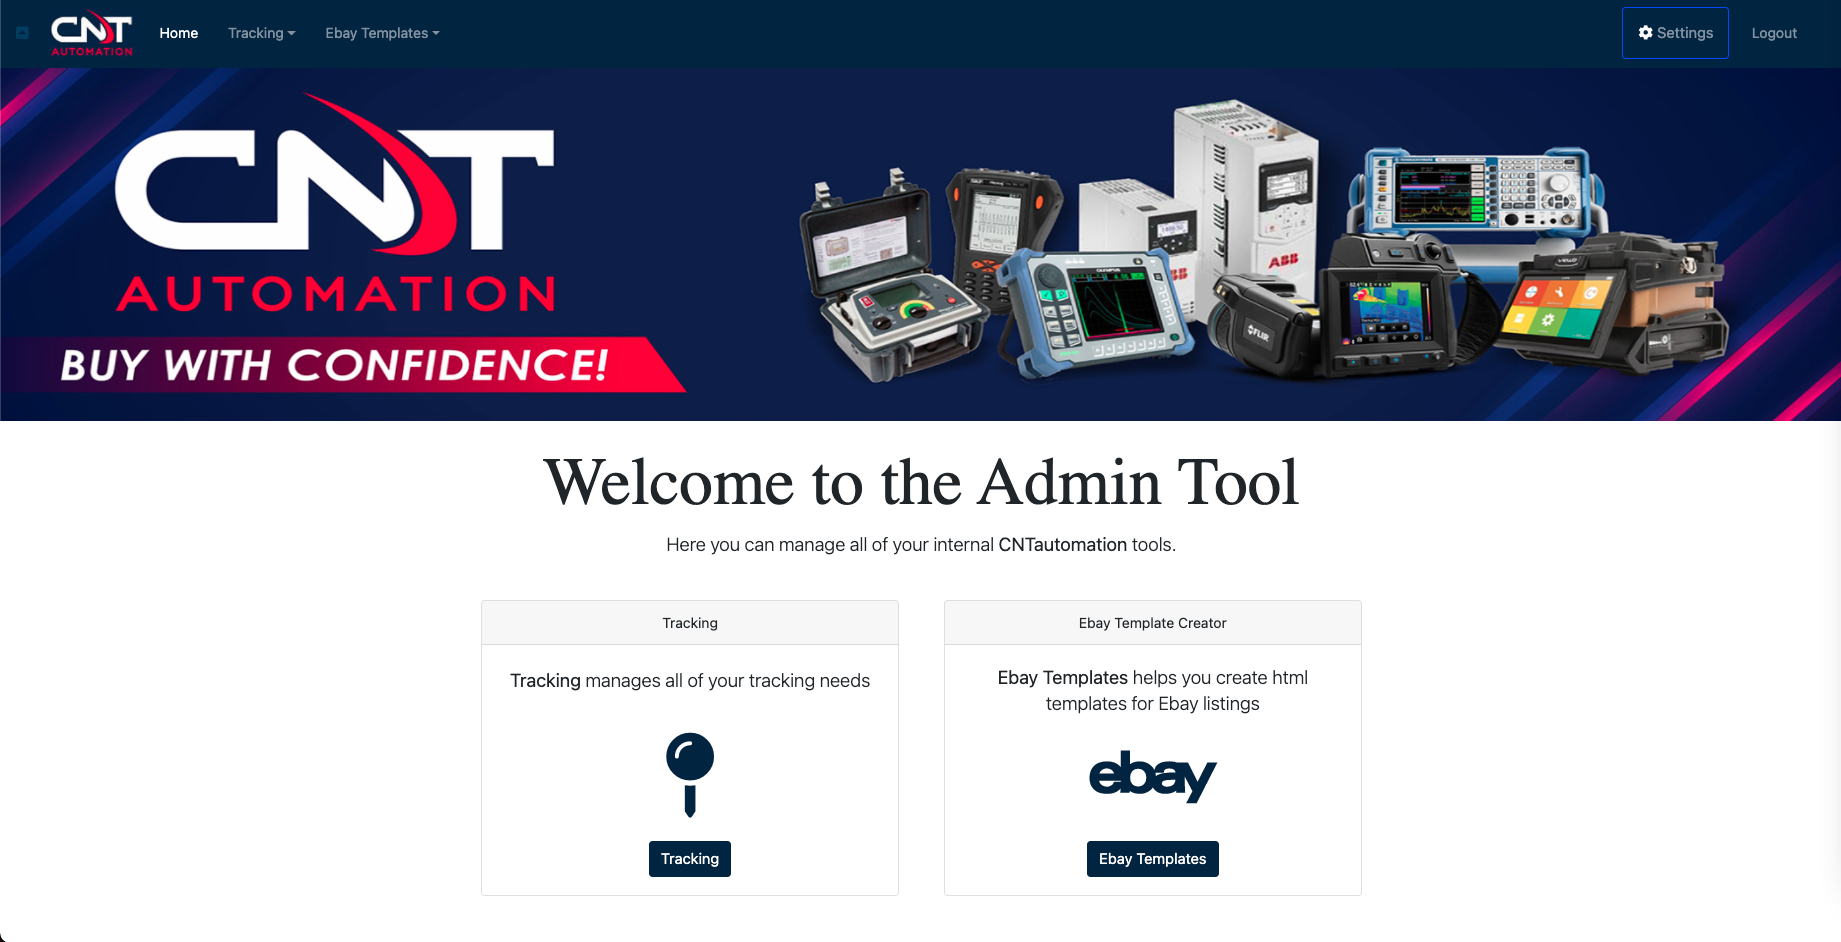 CNT
AUTOMATION
Home
Tracking
Ebay Templates
Settings
Logout
CNT
AUTOMATION
BUY WITH CONFIDENCE!
ABB
ABB
OLYMPUS
FLIR
Welcome to the Admin Tool
Here you can manage all of your internal CNTautomation tools.
Tracking
Tracking manages all of your tracking needs
Tracking
Ebay Template Creator
Ebay Templates helps you create html
templates for Ebay listings
ebay
Ebay Templates